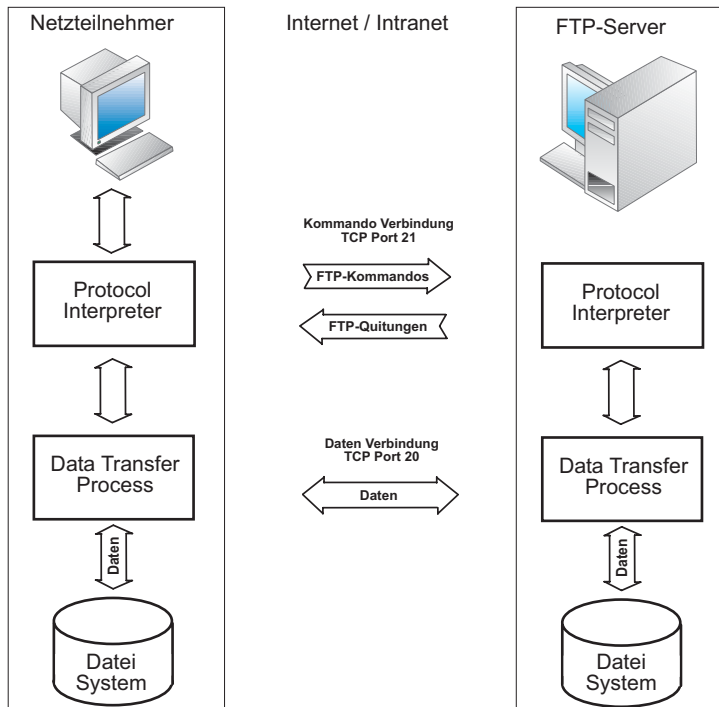 Netzteilnehmer
Internet / Intranet
FTP-Server
Kommando Verbindung
TCP Port 21
FTP-Kommandos
FTP-Quitungen
Protocol
Interpreter
Protocol
Interpreter
Daten Verbindung
TCP Port 20
Daten
Data Transfer
Process
Data Transfer
Process
Daten
Daten
Datei
System
Datei
System